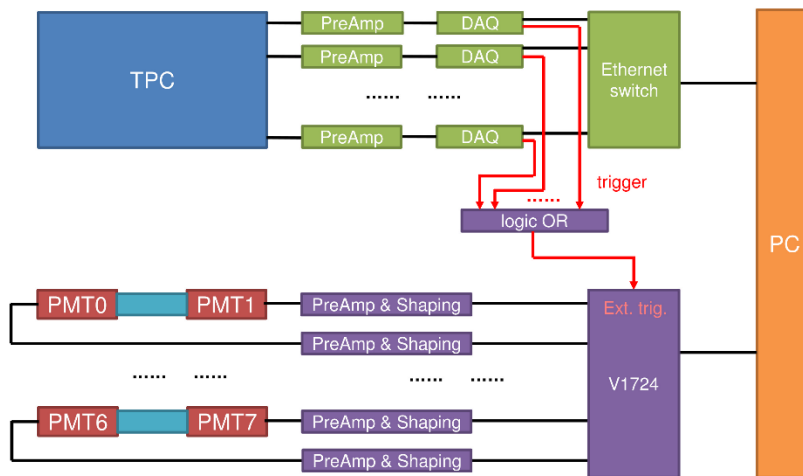 TPC
PreAmp
DAQ
PreAmp
DAQ
...... ......
PreAmp
DAQ
Ethernet
switch
trigger
......
logic OR
PC
PMT0
PMT1
PreAmp & Shaping
PreAmp & Shaping
...... ......
...... ......
PMT6
PMT7
PreAmp & Shaping
PreAmp & Shaping
Ext. trig.
V1724